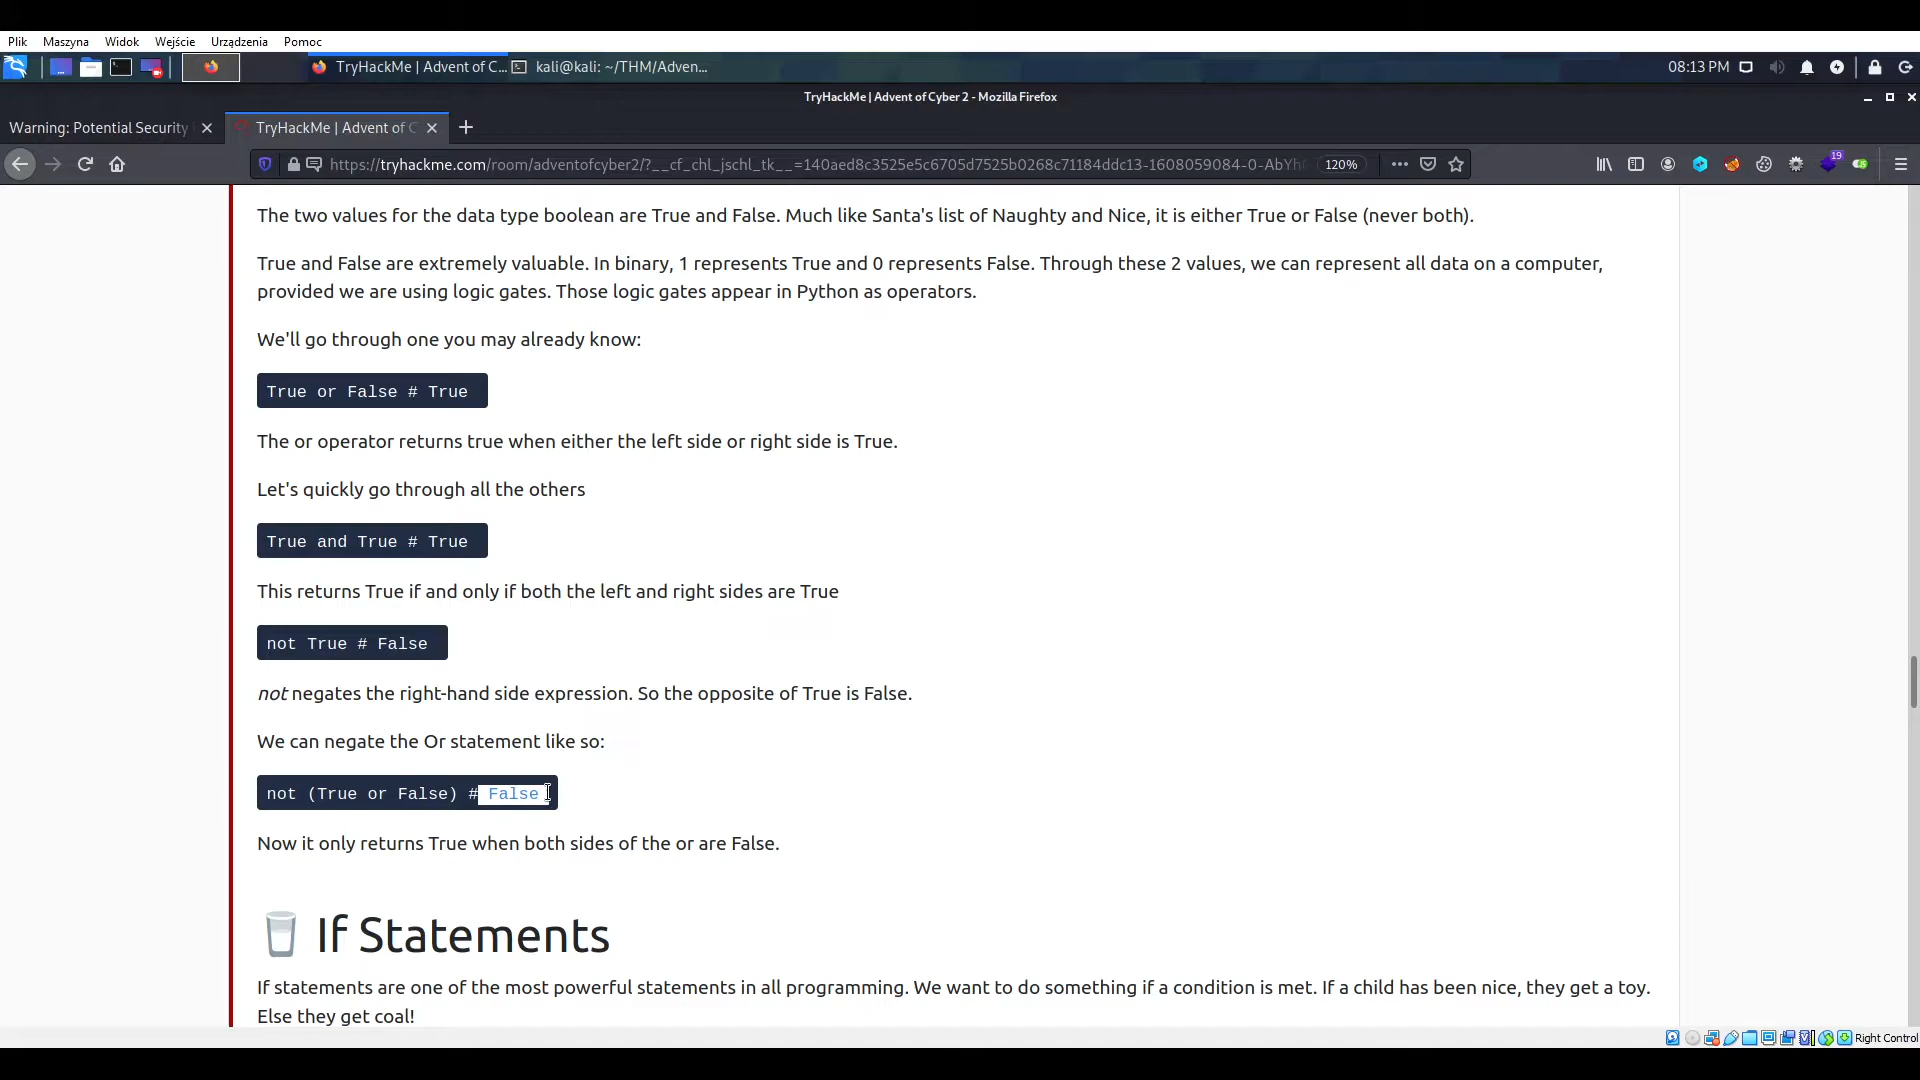 Plik Maszyna Widok Wejście Urządzenia Pomoc
TryHackMe | Advent of C... kali@kali: ~/THM/Adven... 08:13 PM
TryHackMe | Advent of Cyber 2 - Mozilla Firefox
Warning: Potential Security TryHackMe | Advent of C
https://tryhackme.com/room/adventofcyber2/?__cf_chl_jschl_tk__=140aed8c3525e5c6705d7525b0268c71184ddc13-1608059084-0-AbYh 120% 19
The two values for the data type boolean are True and False. Much like Santa's list of Naughty and Nice, it is either True or False (never both).
True and False are extremely valuable. In binary, 1 represents True and 0 represents False. Through these 2 values, we can represent all data on a computer,
provided we are using logic gates. Those logic gates appear in Python as operators.
We'll go through one you may already know:
True or False # True
The or operator returns true when either the left side or right side is True.
Let's quickly go through all the others
True and True # True
This returns True if and only if both the left and right sides are True
not True # False
not negates the right-hand side expression. So the opposite of True is False.
We can negate the Or statement like so:
not (True or False) # False
Now it only returns True when both sides of the or are False.
If Statements
If statements are one of the most powerful statements in all programming. We want to do something if a condition is met. If a child has been nice, they get a toy.
Else they get coal!
Right Control